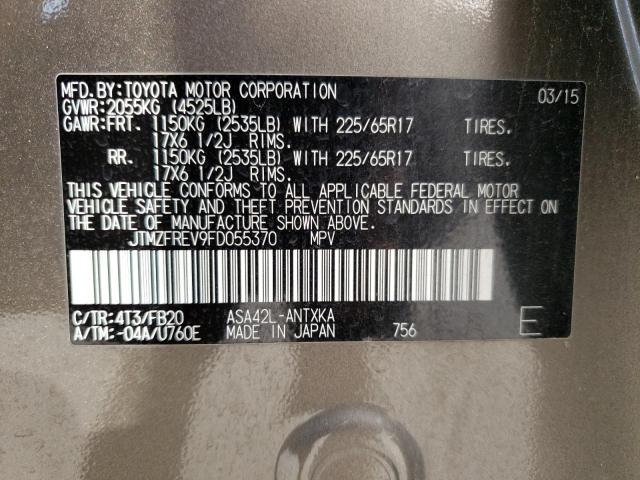 MFD.BY:TOYOTA MOTOR CORPORATION 03/15
GVWR:2055KG (4525LB)
GAWR:FRT. 1150KG (2535LB) WITH 225/65R17 TIRES.
17X6 1/2J RIMS.
RR. 1150KG (2535LB) WITH 225/65R17 TIRES.
17X6 1/2J RIMS.
THIS VEHICLE CONFORMS TO ALL APPLICABLE FEDERAL MOTOR
VEHICLE SAFETY AND THEFT PREVENTION STANDARDS IN EFFECT ON
THE DATE OF MANUFACTURE SHOWN ABOVE.
JTMZFREV9FD055370 MPV
C/TR:4T3/FB20 ASA42L-ANTXKA
A/TM:-04A/U760E MADE IN JAPAN 756 E